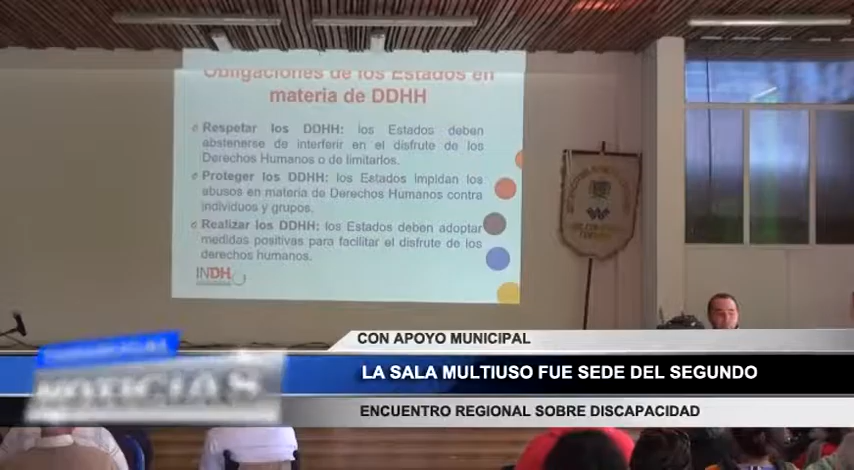 Obligaciones de los Estados en
materia de DDHH
Respetar los DDHH: los Estados deben
abstenerse de interferir en el disfrute de los
Derechos Humanos o de limitarlos.
Proteger los DDHH: los Estados impidan los
abusos en materia de Derechos Humanos contra
individuos y grupos.
Realizar los DDHH: los Estados deben adoptar
medidas positivas para facilitar el disfrute de los
derechos humanos.
INDH
CON APOYO MUNICIPAL
LA SALA MULTIUSO FUE SEDE DEL SEGUNDO
ENCUENTRO REGIONAL SOBRE DISCAPACIDAD
NOTICIAS